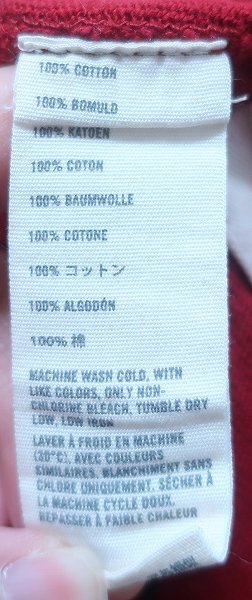 100% COTTON
100% BOMULD
100% KATOEN
100% COTON
100% BAUMWOLLE
100% COTONE
100% コットン
100% ALGODÓN
100% 棉
MACHINE WASH COLD, WITH
LIKE COLORS, ONLY NON-
CHLORINE BLEACH, TUMBLE DRY
LOW, LOW IRON
LAVER À FROID EN MACHINE
(30°C), AVEC COULEURS
SIMILAIRES, BLANCHIMENT SANS
CHLORE UNIQUEMENT. SÉCHER À
LA MACHINE CYCLE DOUX.
REPASSER À FAIBLE CHALEUR